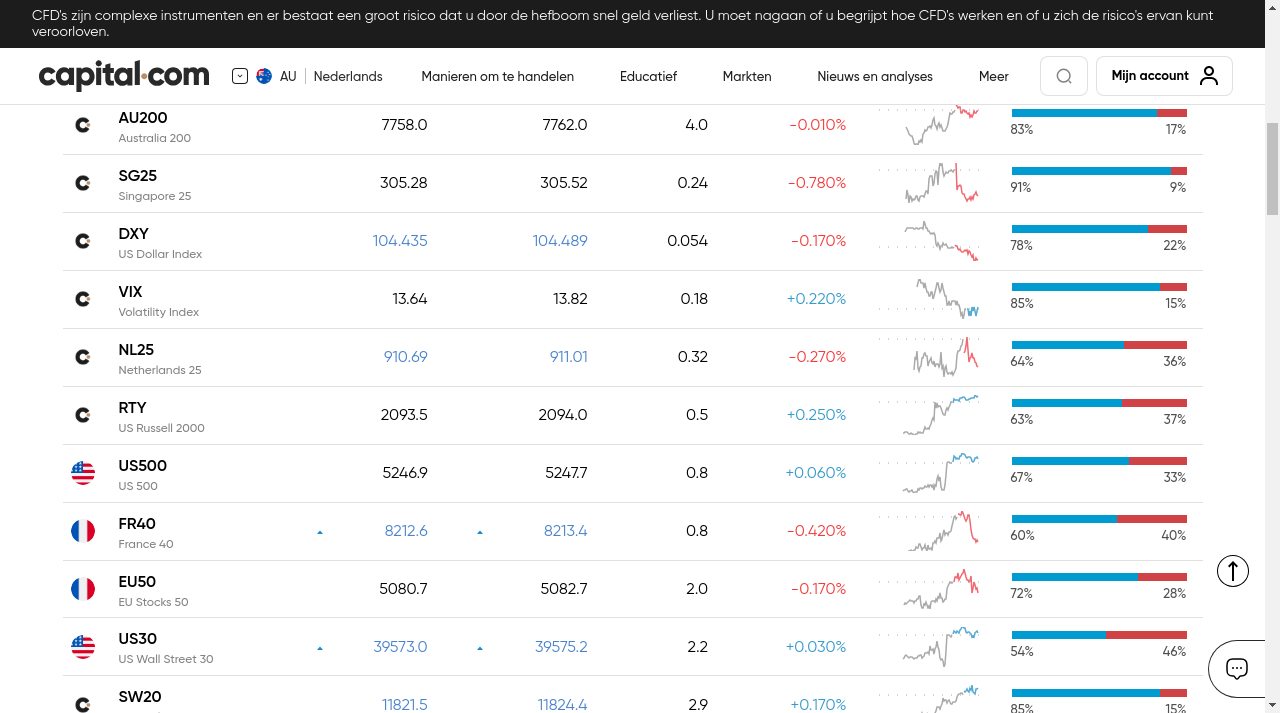 CFD's zijn complexe instrumenten en er bestaat een groot risico dat u door de hefboom snel geld verliest. U moet nagaan of u begrijpt hoe CFD's werken en of u zich de risico's ervan kunt
veroorloven.
capital.com AU Nederlands Manieren om te handelen Educatief Markten Nieuws en analyses Meer Mijn account
AU200 7758.0 7762.0 4.0 -0.010%
Australia 200 83% 17%
SG25 305.28 305.52 0.24 -0.780%
Singapore 25 91% 9%
DXY 104.435 104.489 0.054 -0.170%
US Dollar Index 78% 22%
VIX 13.64 13.82 0.18 +0.220%
Volatility Index 85% 15%
NL25 910.69 911.01 0.32 -0.270%
Netherlands 25 64% 36%
RTY 2093.5 2094.0 0.5 +0.250%
US Russell 2000 63% 37%
US500 5246.9 5247.7 0.8 +0.060%
US 500 67% 33%
FR40 8212.6 8213.4 0.8 -0.420%
France 40 60% 40%
EU50 5080.7 5082.7 2.0 -0.170%
EU Stocks 50 72% 28%
US30 39573.0 39575.2 2.2 +0.030%
US Wall Street 30 54% 46%
SW20 11821.5 11824.4 2.9 +0.170%
85% 15%